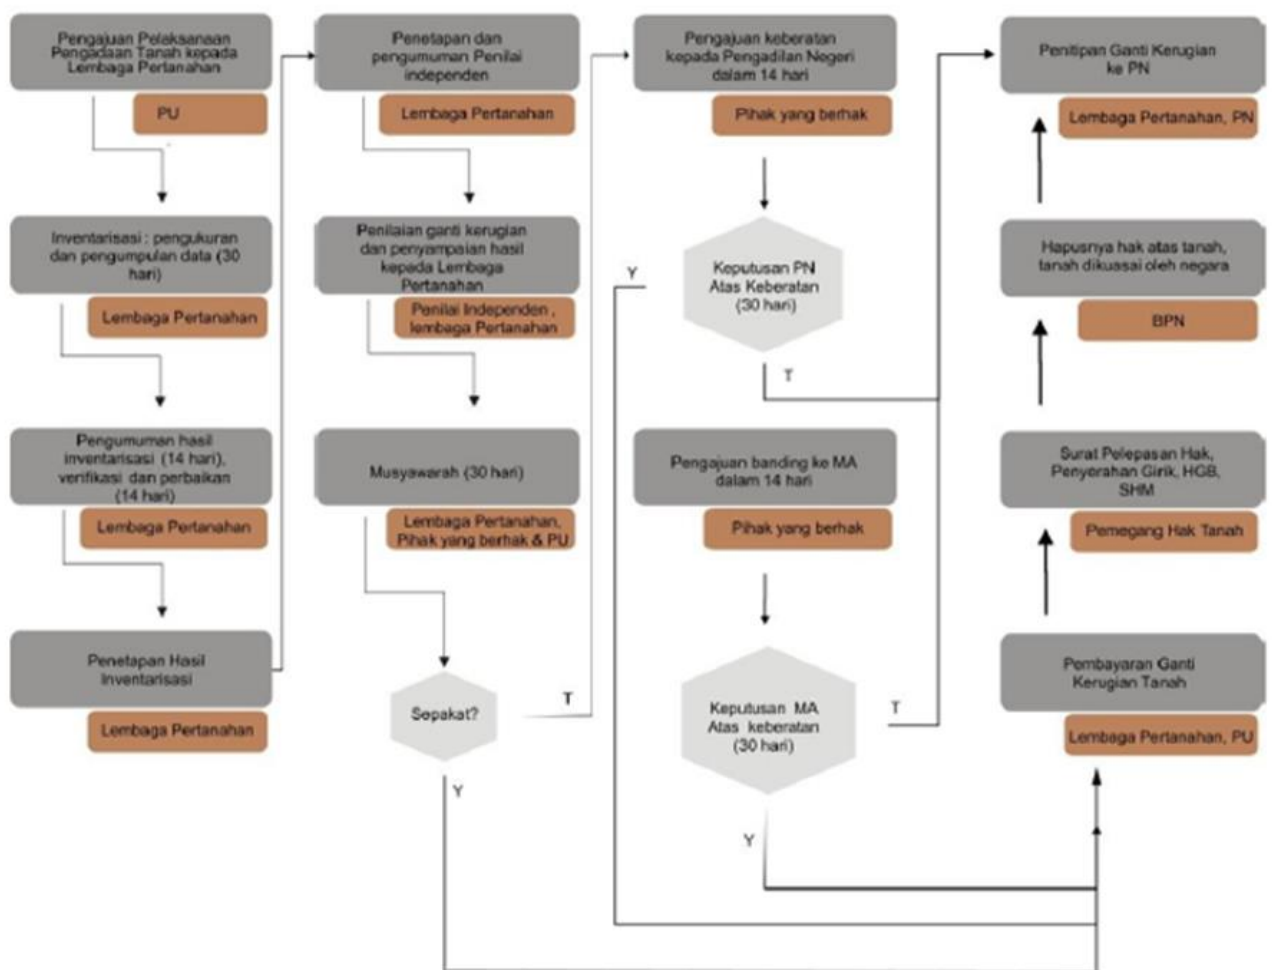 Pengajuan Pelaksanaan
Pengadaan Tanah kepada
Lembaga Pertanahan
PU
Inventarisasi : pengukuran
dan pengumpulan data (30
hari)
Lembaga Pertanahan
Pengumuman hasil
inventarisasi (14 hari),
verifikasi dan perbaikan
(14 hari)
Lembaga Pertanahan
Penetapan Hasil
Inventarisasi
Lembaga Pertanahan
Penetapan dan
pengumuman Penilai
independen
Lembaga Pertanahan
Penilaian ganti kerugian
dan penyampaian hasil
kepada Lembaga
Pertanahan
Penilai Independen ,
lembaga Pertanahan
Musyawarah (30 hari)
Lembaga Pertanahan,
Pihak yang berhak & PU
Sepakat?
T
Y
Pengajuan keberatan
kepada Pengadilan Negeri
dalam 14 hari
Pihak yang berhak
Y
Keputusan PN
Atas Keberatan
(30 hari)
T
Pengajuan banding ke MA
dalam 14 hari
Pihak yang berhak
Keputusan MA
Atas keberatan
(30 hari)
T
Y
Penitipan Ganti Kerugian
ke PN
Lembaga Pertanahan, PN
Hapusnya hak atas tanah,
tanah dikuasai oleh negara
BPN
Surat Pelepasan Hak,
Penyerahan Girik, HGB,
SHM
Pemegang Hak Tanah
Pembayaran Ganti
Kerugian Tanah
Lembaga Pertanahan, PU